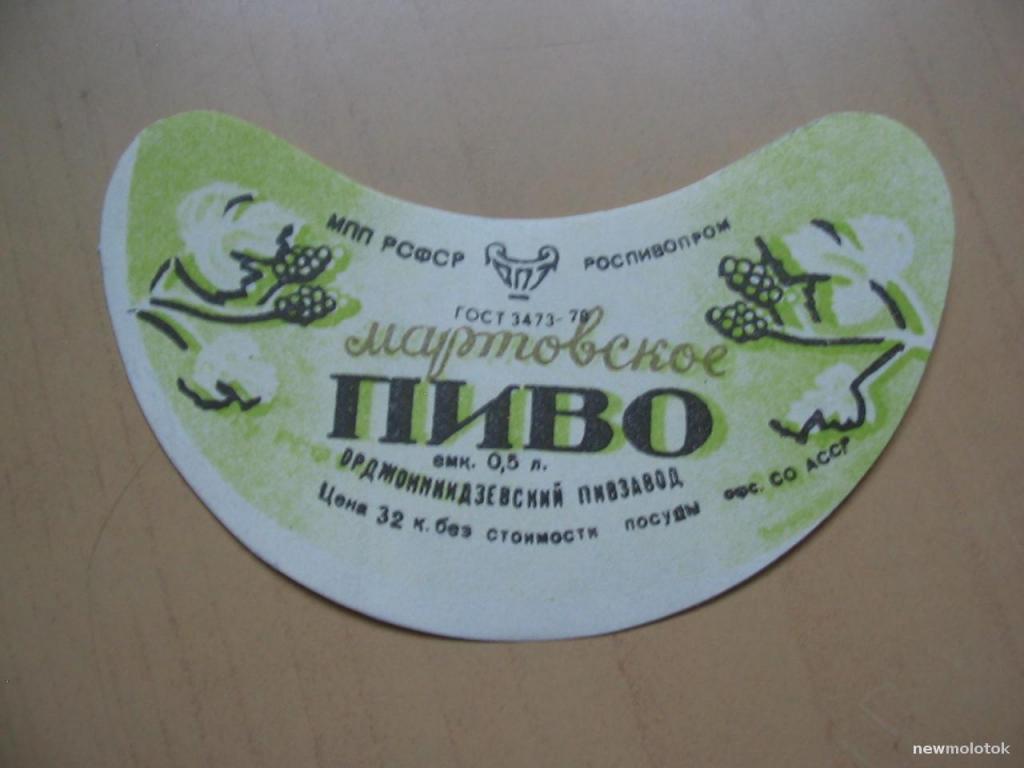 МПП РСФСР РОСПИВОПРОМ
ГОСТ 3473-78
мартовское
ПИВО
емк. 0,5 л.
ОРДЖОНИКИДЗЕВСКИЙ ПИВЗАВОД
Цена 32 к. без стоимости посуды офс. СО АССР
newmolotok